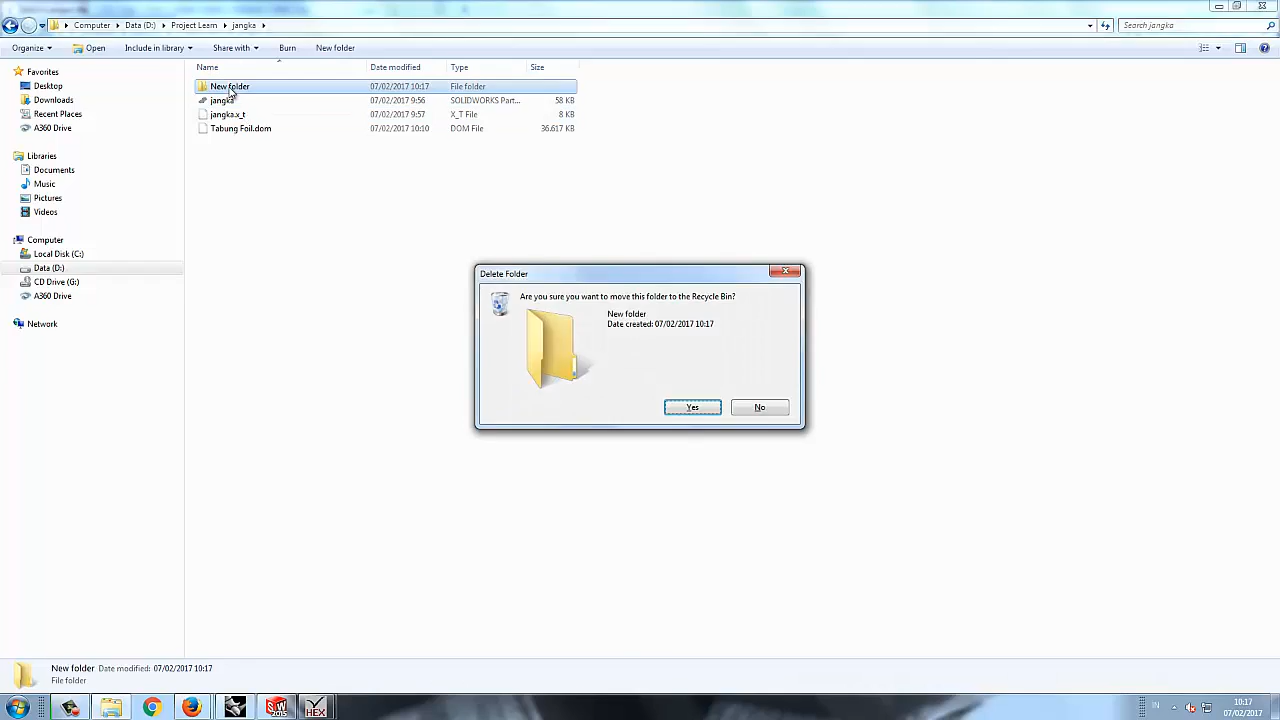 Computer Data (D:) Project Learn jangka Search jangka
Organize Open Include in library Share with Burn New folder
Name Date modified Type Size
Favorites
Desktop
Downloads
Recent Places
A360 Drive
Libraries
Documents
Music
Pictures
Videos
Computer
Local Disk (C:)
Data (D:)
CD Drive (G:)
A360 Drive
Network
New folder 07/02/2017 10:17 File folder
jangka 07/02/2017 9:56 SOLIDWORKS Part... 58 KB
jangka.x_t 07/02/2017 9:57 X_T File 8 KB
Tabung Foil.dom 07/02/2017 10:10 DOM File 36.617 KB
Delete Folder
Are you sure you want to move this folder to the Recycle Bin?
New folder
Date created: 07/02/2017 10:17
Yes No
New folder Date modified: 07/02/2017 10:17
File folder
SW
2015
HEX
IN
10:17
07/02/2017